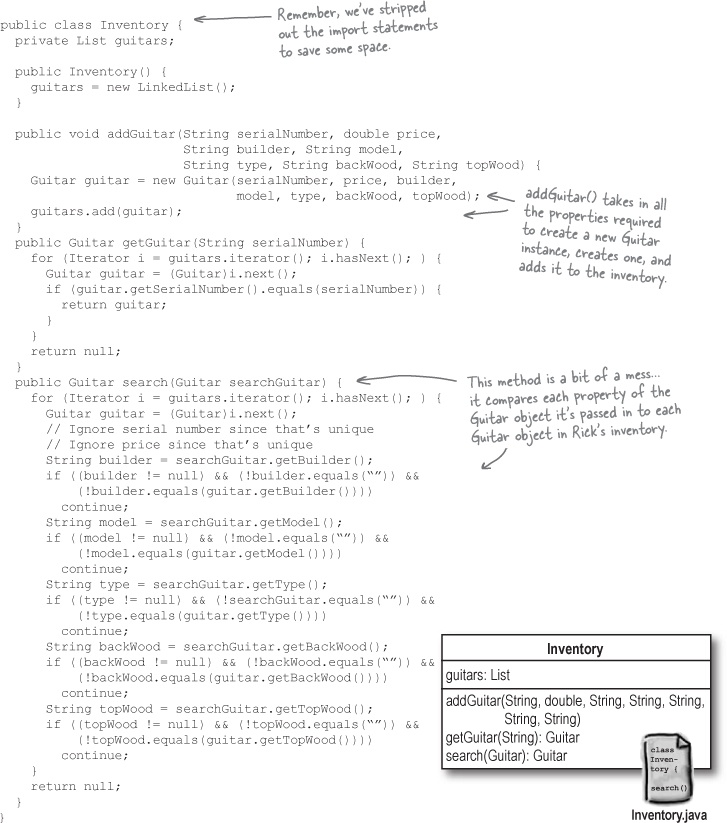 public class Inventory {
private List guitars;
public Inventory() {
guitars = new LinkedList();
}
public void addGuitar(String serialNumber, double price,
String builder, String model,
String type, String backWood, String topWood) {
Guitar guitar = new Guitar(serialNumber, price, builder,
model, type, backWood, topWood);
guitars.add(guitar);
}
public Guitar getGuitar(String serialNumber) {
for (Iterator i = guitars.iterator(); i.hasNext(); ) {
Guitar guitar = (Guitar)i.next();
if (guitar.getSerialNumber().equals(serialNumber)) {
return guitar;
}
}
return null;
}
public Guitar search(Guitar searchGuitar) {
for (Iterator i = guitars.iterator(); i.hasNext(); ) {
Guitar guitar = (Guitar)i.next();
// Ignore serial number since that’s unique
// Ignore price since that’s unique
String builder = searchGuitar.getBuilder();
if ((builder != null) && (!builder.equals(“”)) &&
(!builder.equals(guitar.getBuilder())))
continue;
String model = searchGuitar.getModel();
if ((model != null) && (!model.equals(“”)) &&
(!model.equals(guitar.getModel())))
continue;
String type = searchGuitar.getType();
if ((type != null) && (!searchGuitar.equals(“”)) &&
(!type.equals(guitar.getType())))
continue;
String backWood = searchGuitar.getBackWood();
if ((backWood != null) && (!backWood.equals(“”)) &&
(!backWood.equals(guitar.getBackWood())))
continue;
String topWood = searchGuitar.getTopWood();
if ((topWood != null) && (!topWood.equals(“”)) &&
(!topWood.equals(guitar.getTopWood())))
continue;
}
return null;
}
}
Remember, we’ve stripped
out the import statements
to save some space.
addGuitar() takes in all
the properties required
to create a new Guitar
instance, creates one, and
adds it to the inventory.
This method is a bit of a mess...
it compares each property of the
Guitar object it’s passed in to each
Guitar object in Rick’s inventory.
Inventory
guitars: List
addGuitar(String, double, String, String, String,
String, String)
getGuitar(String): Guitar
search(Guitar): Guitar
class
Inven-
tory {
search()
Inventory.java